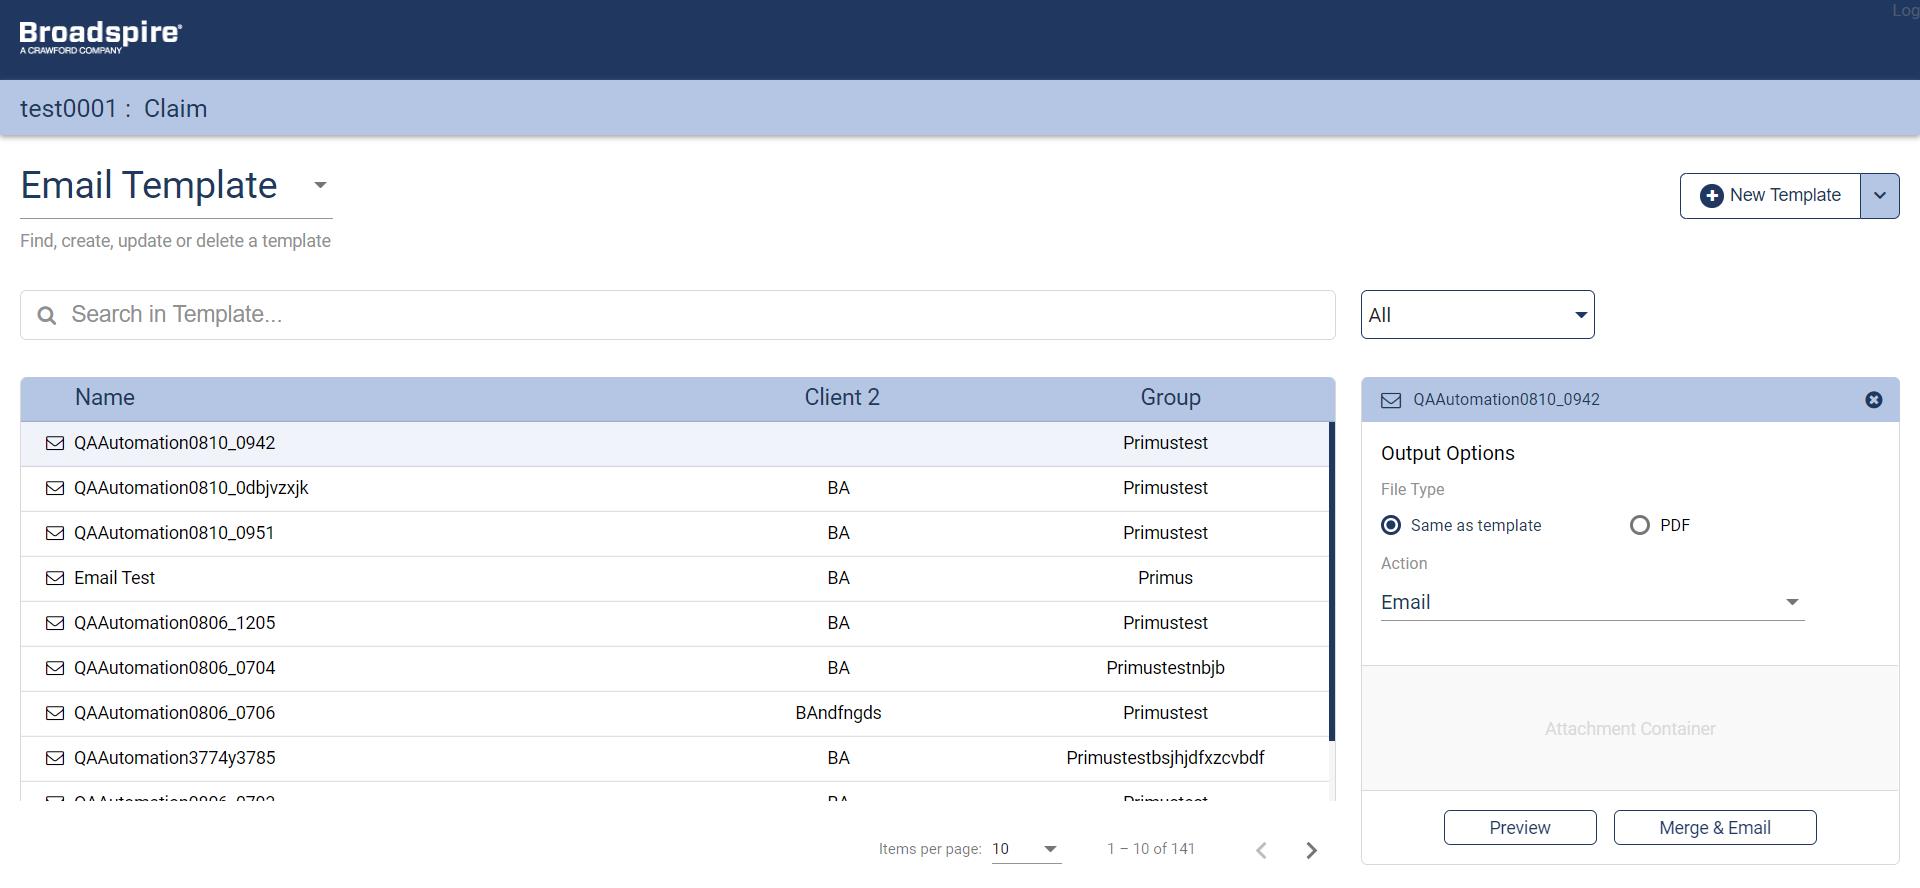 Log
Broadspire®
A CRAWFORD COMPANY
test0001 : Claim
Email Template
New Template
Find, create, update or delete a template
Search in Template...
All
Name Client 2 Group
QAAutomation0810_0942 Primustest
QAAutomation0810_0dbjvzxjk BA Primustest
QAAutomation0810_0951 BA Primustest
Email Test BA Primus
QAAutomation0806_1205 BA Primustest
QAAutomation0806_0704 BA Primustestnbjb
QAAutomation0806_0706 BAndfngds Primustest
QAAutomation3774y3785 BA Primustestbsjhjdfxzcvbdf
BA Primustest
Items per page: 10 1 – 10 of 141
QAAutomation0810_0942
Output Options
File Type
Same as template PDF
Action
Email
Attachment Container
Preview Merge & Email